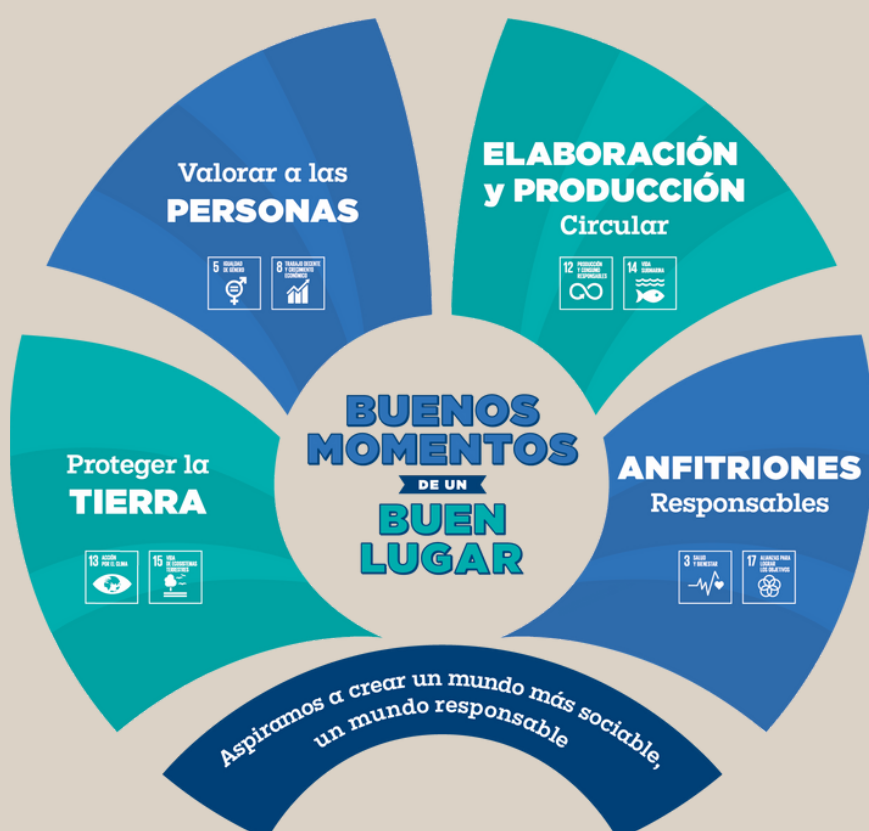 Valorar a las
PERSONAS
5 IGUALDAD
DE GÉNERO
8 TRABAJO DECENTE
Y CRECIMIENTO
ECONÓMICO
ELABORACIÓN
y PRODUCCIÓN
Circular
12 PRODUCCIÓN
Y CONSUMO
RESPONSABLES
14 VIDA
SUBMARINA
Proteger la
TIERRA
13 ACCIÓN
POR EL CLIMA
15 VIDA
DE ECOSISTEMAS
TERRESTRES
BUENOS
MOMENTOS
DE UN
BUEN
LUGAR
ANFITRIONES
Responsables
3 SALUD
Y BIENESTAR
17 ALIANZAS PARA
LOGRAR
LOS OBJETIVOS
Aspiramos a crear un mundo más sociable,
un mundo responsable